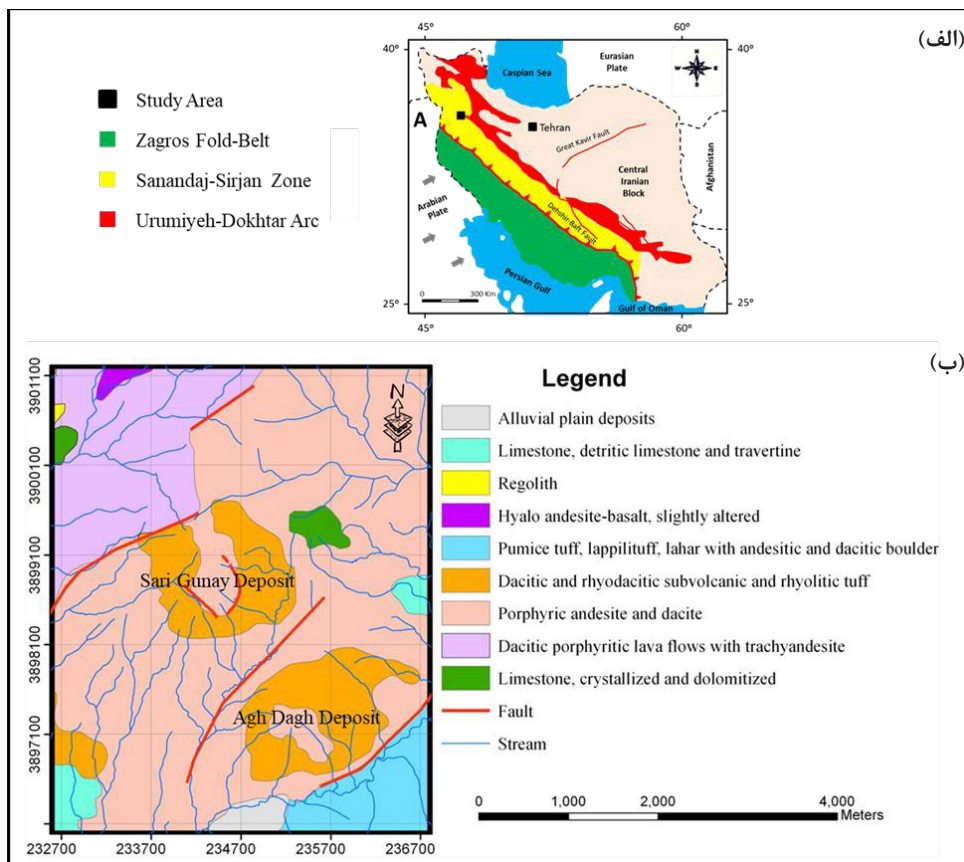 (الف)
45°
60°
40°
40°
Caspian Sea
Eurasian
Plate
N
W
E
S
Study Area
Zagros Fold-Belt
Sanandaj-Sirjan Zone
Urumiyeh-Dokhtar Arc
A
Tehran
Great Kavir Fault
Afghanistan
Central
Iranian
Block
Arabian
Plate
Dehshir-Baft Fault
Persian Gulf
0
300 Km
25°
25°
Gulf of Oman
45°
60°
(ب)
3901100
3900100
3899100
3898100
3897100
N
Sari Gunay Deposit
Agh Dagh Deposit
232700
233700
234700
235700
236700
Legend
Alluvial plain deposits
Limestone, detritic limestone and travertine
Regolith
Hyalo andesite-basalt, slightly altered
Pumice tuff, lappilituff, lahar with andesitic and dacitic boulder
Dacitic and rhyodacitic subvolcanic and rhyolitic tuff
Porphyric andesite and dacite
Dacitic porphyritic lava flows with trachyandesite
Limestone, crystallized and dolomitized
Fault
Stream
0
1,000
2,000
4,000
Meters